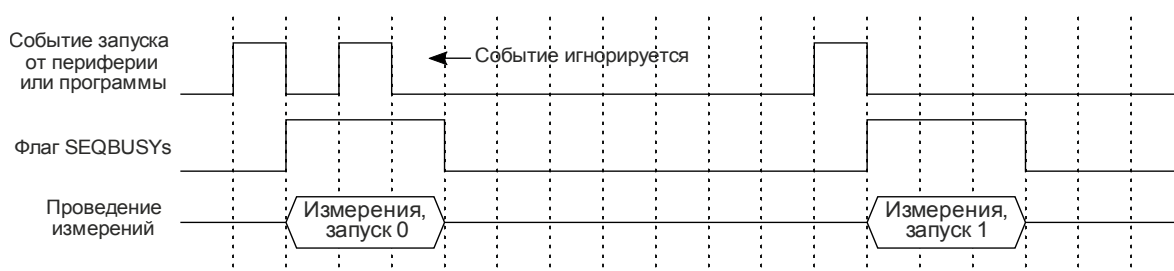 Событие запуска
от периферии
или программы
Событие игнорируется
Флаг SEQBUSYs
Проведение
измерений
Измерения,
запуск 0
Измерения,
запуск 1